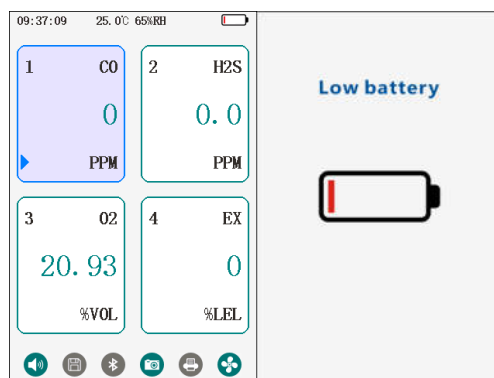 09:37:09 25.0℃ 65%RH
1 CO
0
PPM
2 H2S
0.0
PPM
3 O2
20.93
%VOL
4 EX
0
%LEL
Low battery